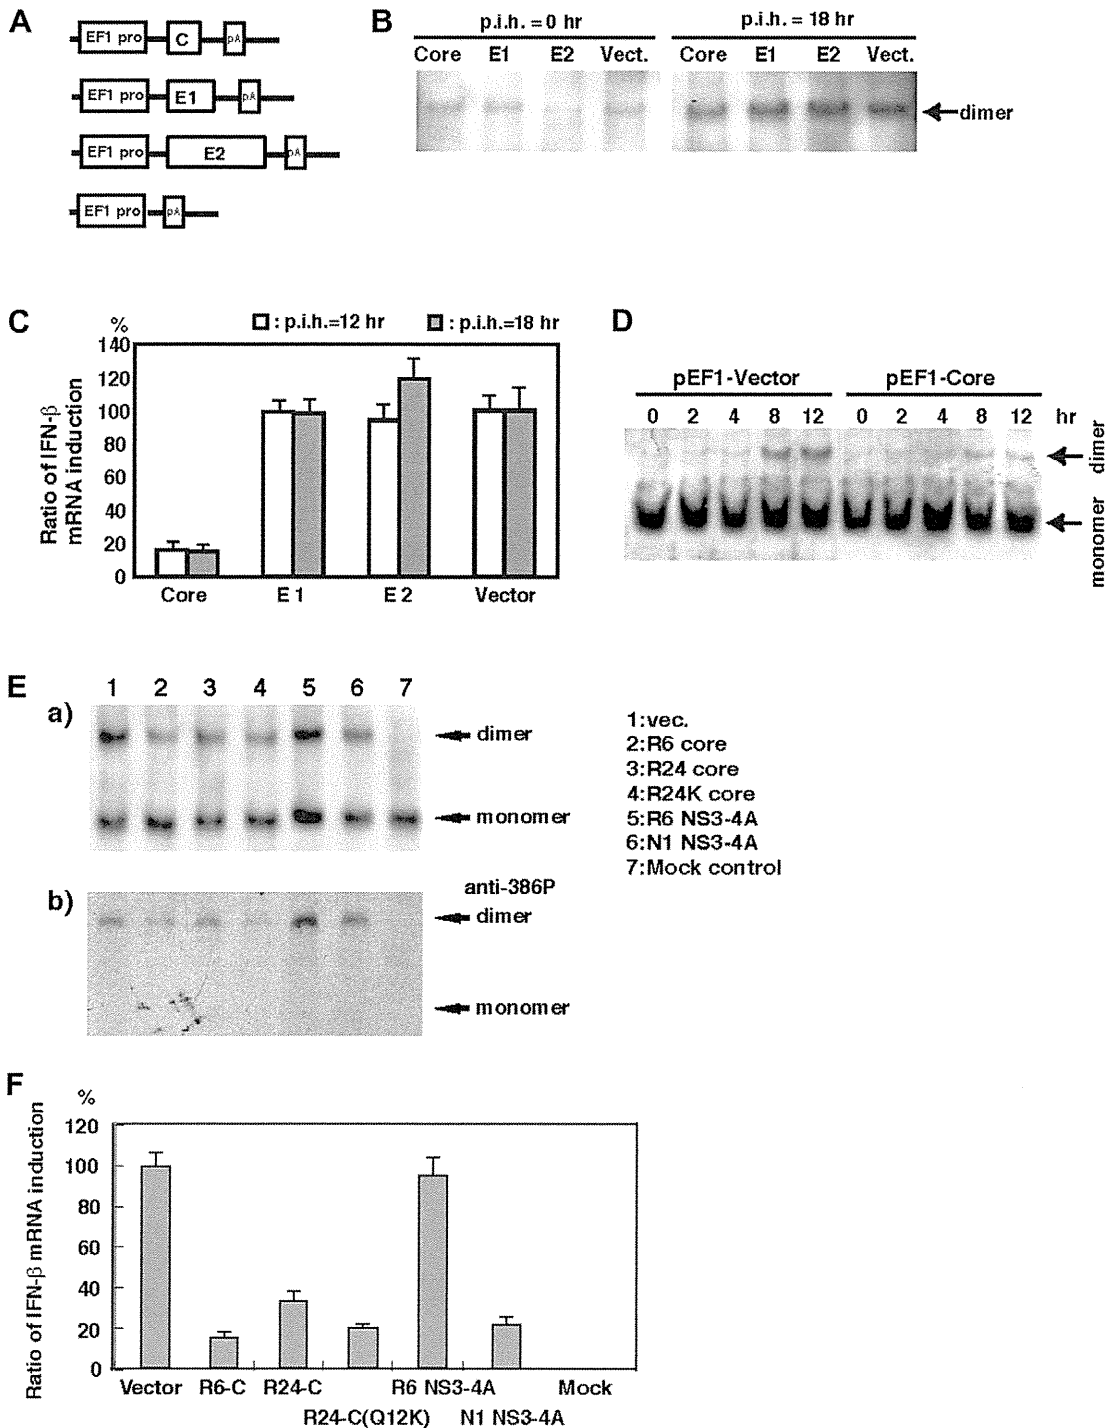 A
EF1 pro C pA
EF1 pro E1 pA
EF1 pro E2 pA
EF1 pro pA
B
p.i.h. = 0 hr p.i.h. = 18 hr
Core E1 E2 Vect. Core E1 E2 Vect.
dimer
C
%
: p.i.h.=12 hr : p.i.h.=18 hr
Ratio of IFN-β
mRNA induction
140
120
100
80
60
40
20
0
Core E1 E2 Vector
D
pEF1-Vector pEF1-Core
0 2 4 8 12 0 2 4 8 12 hr
dimer
monomer
E
1 2 3 4 5 6 7
a)
dimer
monomer
1:vec.
2:R6 core
3:R24 core
4:R24K core
5:R6 NS3-4A
6:N1 NS3-4A
7:Mock control
anti-386P
b)
dimer
monomer
F
%
Ratio of IFN-β mRNA induction
120
100
80
60
40
20
0
Vector R6-C R24-C R6 NS3-4A Mock
R24-C(Q12K) N1 NS3-4A